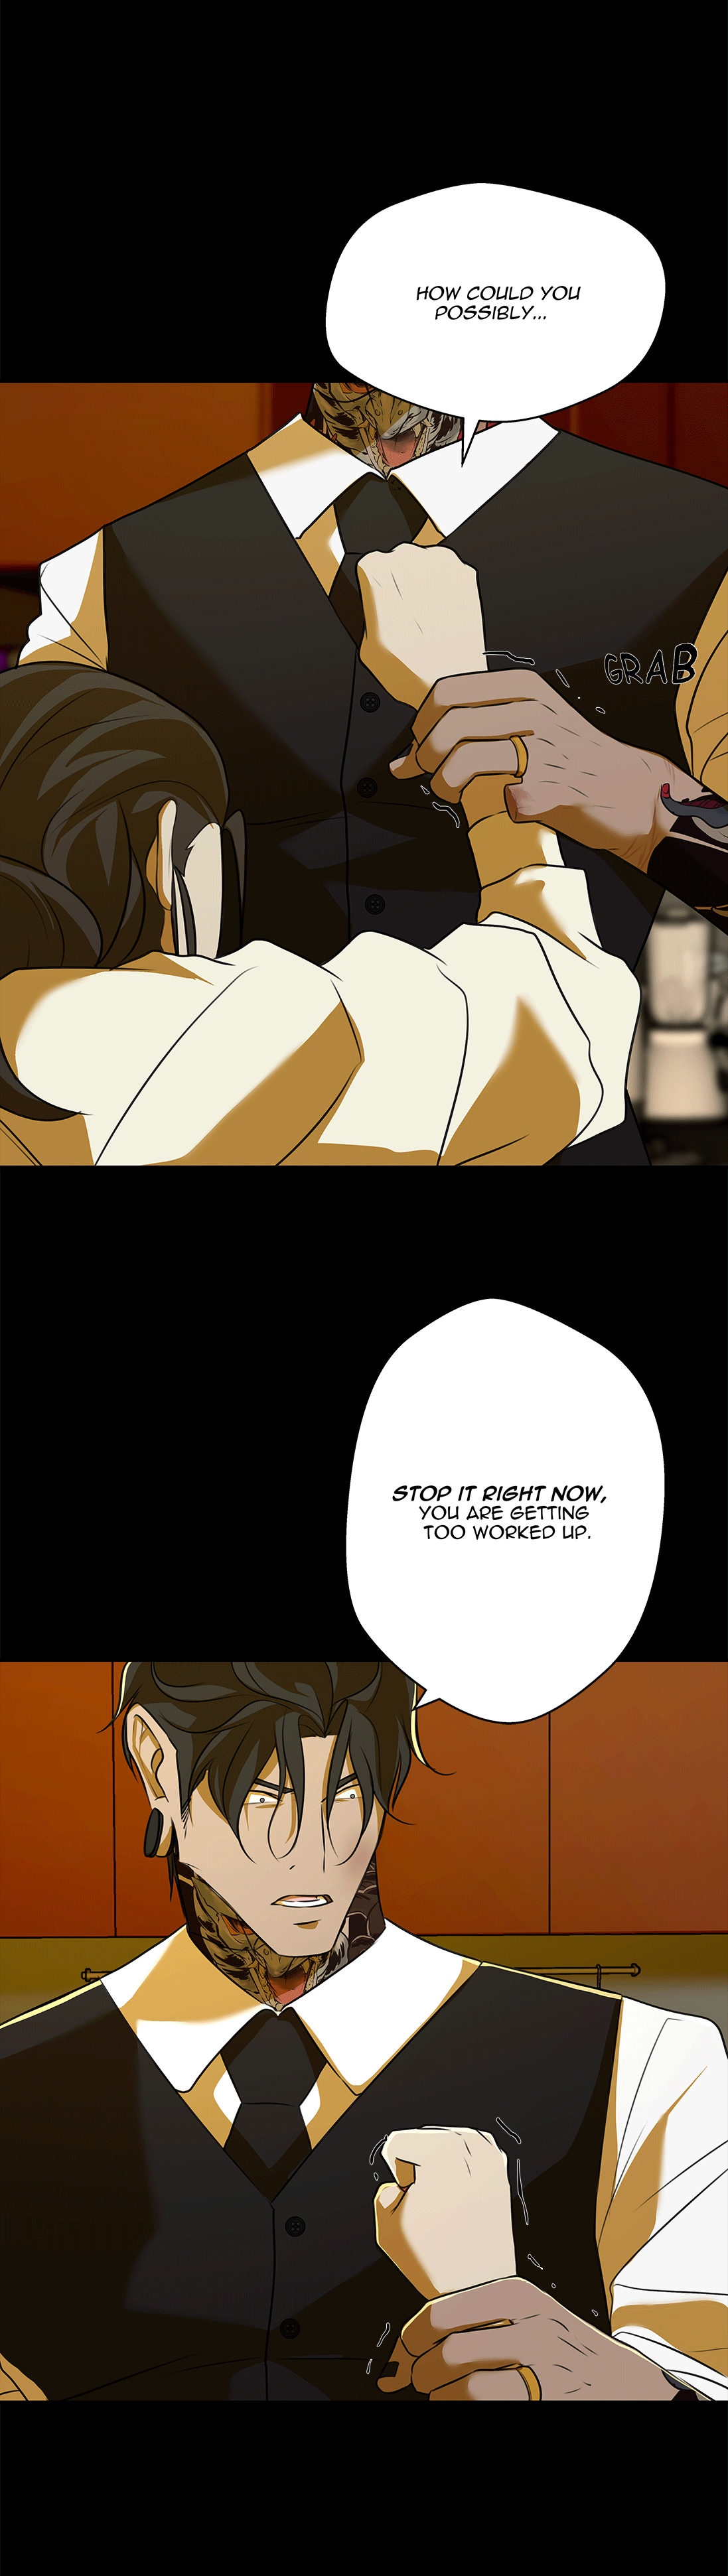 HOW COULD YOU
POSSIBLY...
GRAB
STOP IT RIGHT NOW,
YOU ARE GETTING
TOO WORKED UP.